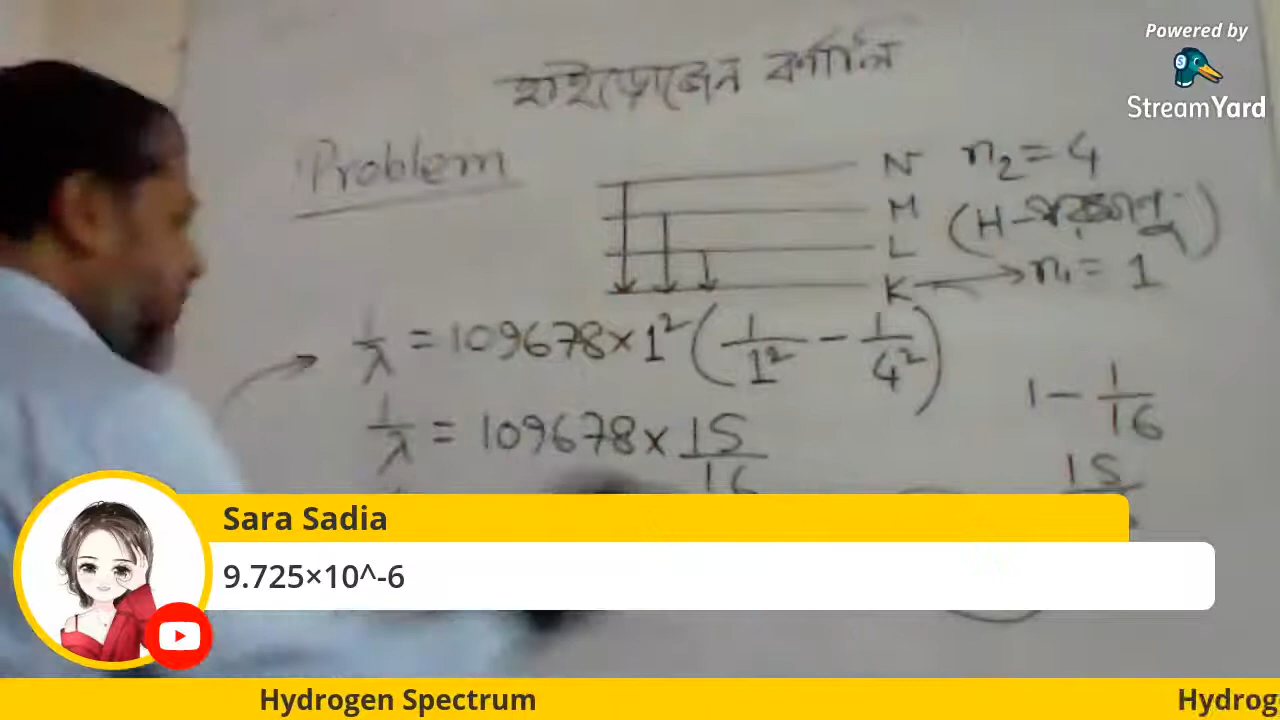 Powered by
StreamYard
হাইড্রোজেন বর্ণালি
Problem
N n₂ = 4
M (H-পরমাণু)
L
K → n₁ = 1
1/λ = 109678 × 1² (1/1² − 1/4²)
1 − 1/16
1/λ = 109678 × 15/16
15
Sara Sadia
9.725×10^-6
Hydrogen Spectrum
Hydrog